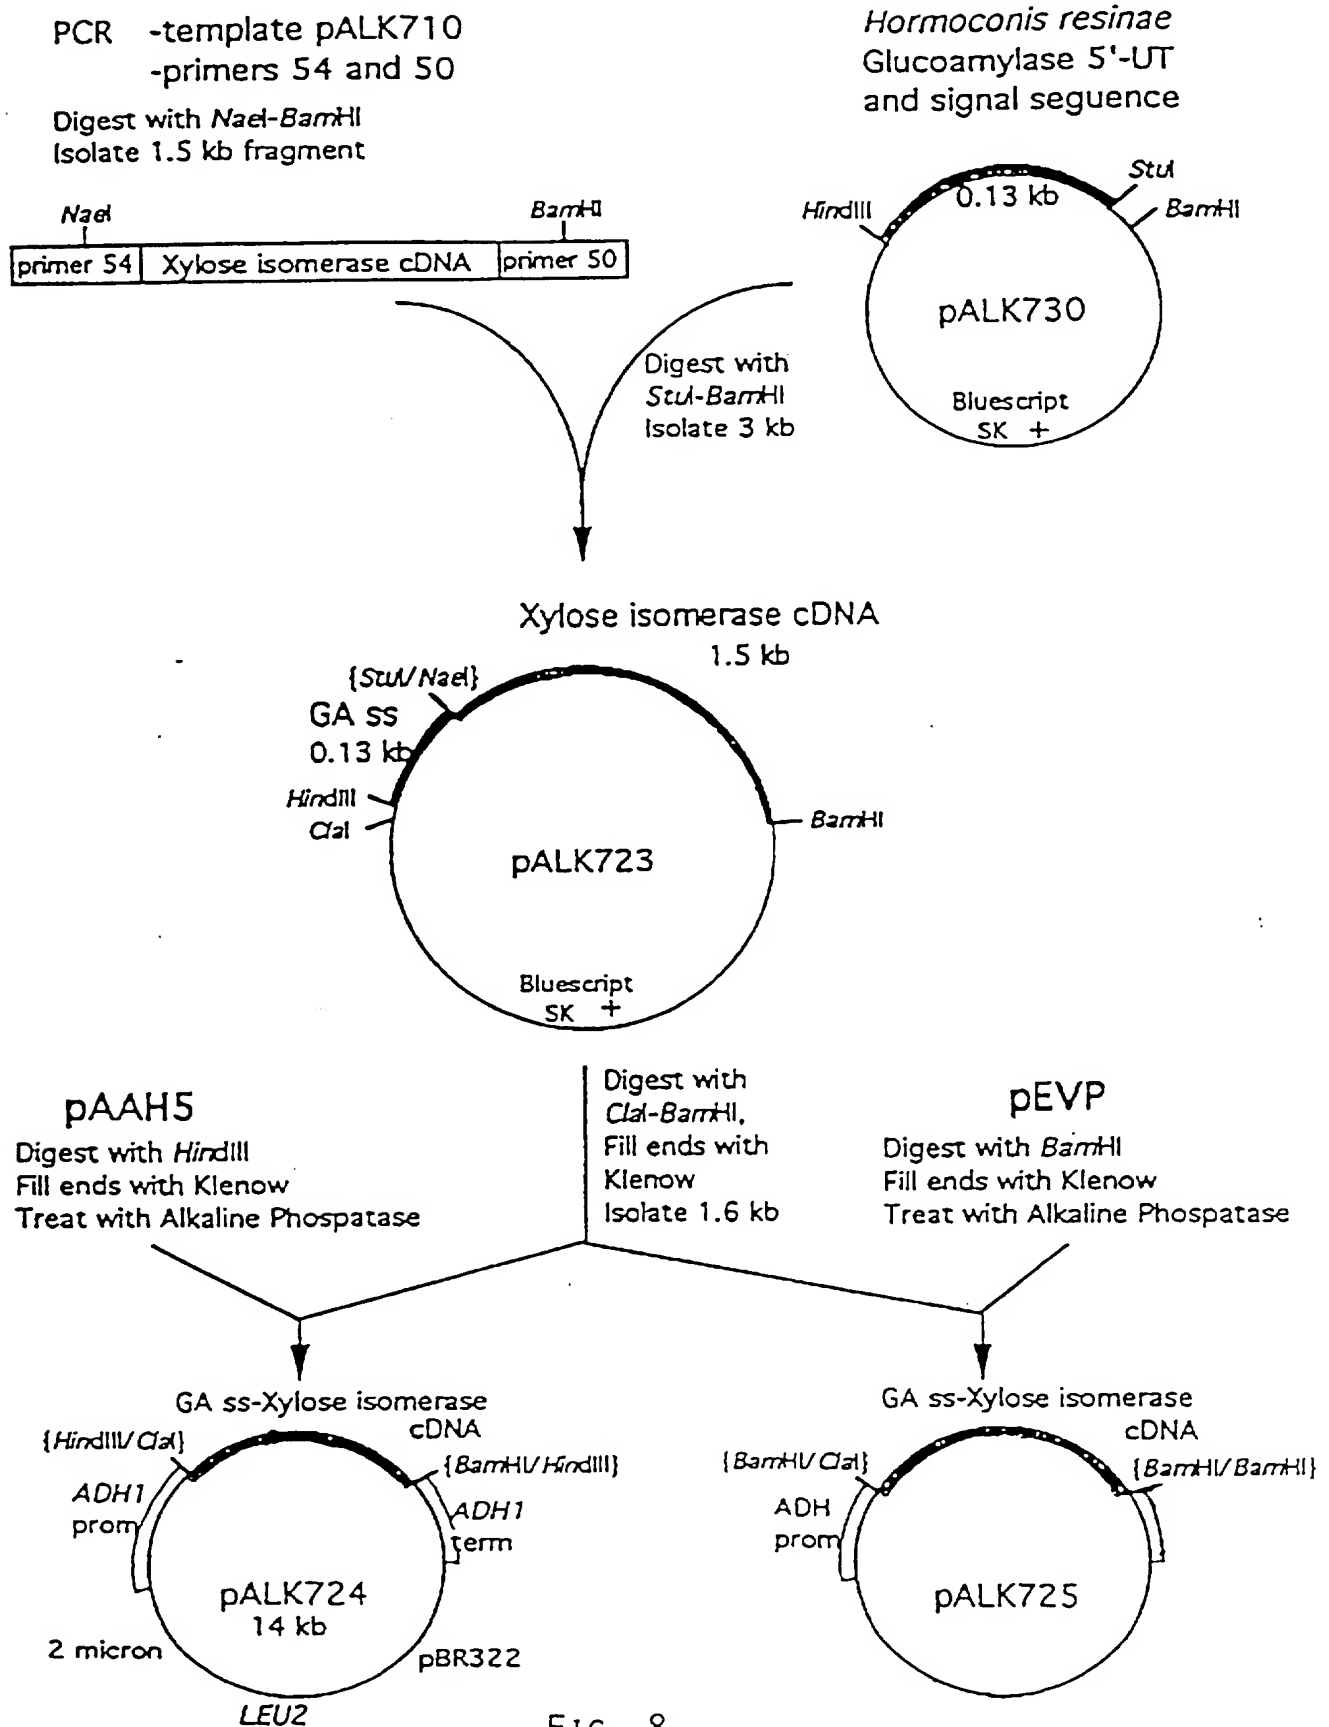 PCR -template pALK710
-primers 54 and 50
Digest with NaeI-BamHI
Isolate 1.5 kb fragment
NaeI
BamHI
primer 54
Xylose isomerase cDNA
primer 50
Hormoconis resinae
Glucoamylase 5'-UT
and signal seguence
HindIII
0.13 kb
StuI
BamHI
pALK730
Bluescript
SK +
Digest with
StuI-BamHI
Isolate 3 kb
Xylose isomerase cDNA
1.5 kb
{StuI/NaeI}
GA ss
0.13 kb
HindIII
ClaI
BamHI
pALK723
Bluescript
SK +
pAAH5
Digest with HindIII
Fill ends with Klenow
Treat with Alkaline Phospatase
Digest with
ClaI-BamHI,
Fill ends with
Klenow
Isolate 1.6 kb
pEVP
Digest with BamHI
Fill ends with Klenow
Treat with Alkaline Phospatase
GA ss-Xylose isomerase
cDNA
{HindIII/ClaI}
{BamHI/HindIII}
ADH1
prom
ADH1
term
pALK724
14 kb
2 micron
pBR322
LEU2
GA ss-Xylose isomerase
cDNA
{BamHI/ClaI}
{BamHI/BamHI}
ADH
prom
pALK725
FIG. 8